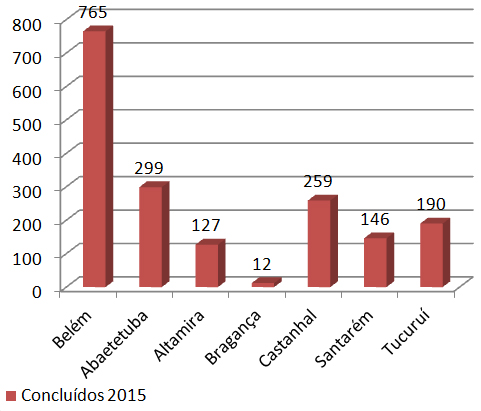 800
700
600
500
400
300
200
100
0
765
299
127
12
259
146
190
Belém
Abaetetuba
Altamira
Bragança
Castanhal
Santarém
Tucuruí
Concluídos 2015